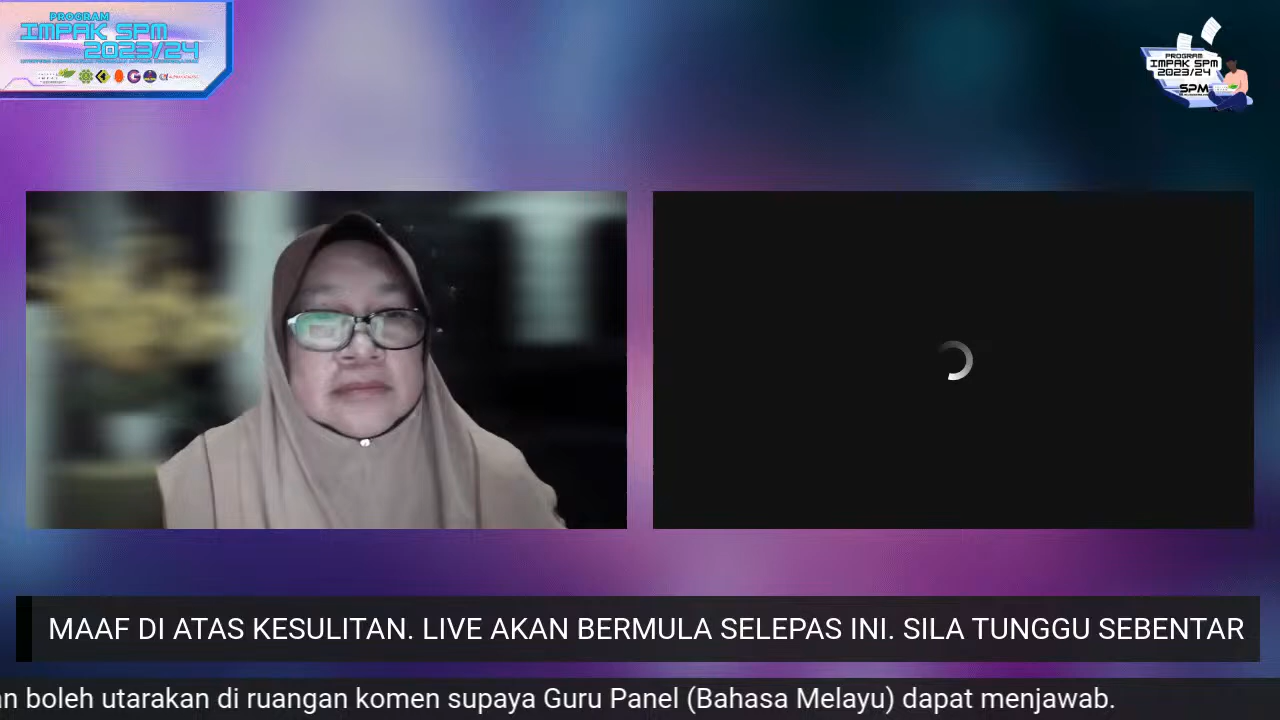 PROGRAM
IMPAK SPM
2023/24
PROGRAM
IMPAK SPM
2023/24
SPM
MAAF DI ATAS KESULITAN. LIVE AKAN BERMULA SELEPAS INI. SILA TUNGGU SEBENTAR
an boleh utarakan di ruangan komen supaya Guru Panel (Bahasa Melayu) dapat menjawab.